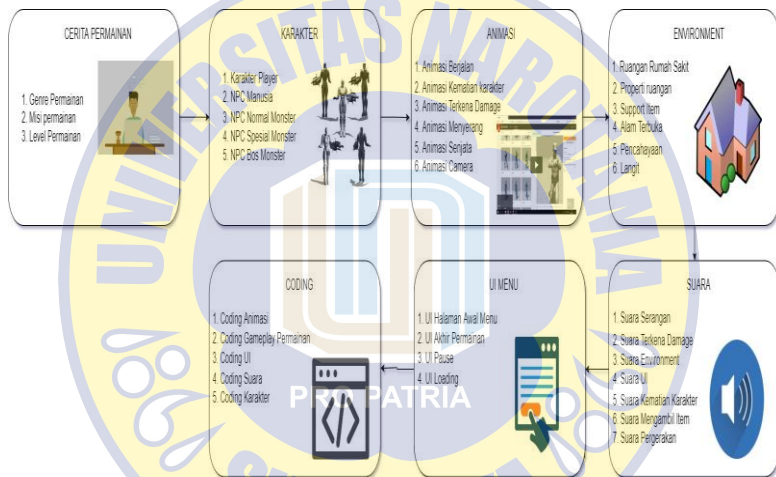 CERITA PERMAINAN
1. Genre Permainan
2. Misi permainan
3. Level Permainan
KARAKTER
1. Karakter Player
2. NPC Manusia
3. NPC Normal Monster
4. NPC Spesial Monster
5. NPC Bos Monster
ANIMASI
1. Animasi Berjalan
2. Animasi Kematian karakter
3. Animasi Terkena Damage
4. Animasi Menyerang
5. Animasi Senjata
6. Animasi Camera
ENVIRONMENT
1. Ruangan Rumah Sakit
2. Properti ruangan
3. Support Item
4. Alam Terbuka
5. Pencahayaan
6. Langit
CODING
1. Coding Animasi
2. Coding Gameplay Permainan
3. Coding UI
4. Coding Suara
5. Coding Karakter
UI MENU
1. UI Halaman Awal Menu
2. UI Akhir Permainan
3. UI Pause
4. UI Loading
SUARA
1. Suara Serangan
2. Suara Terkena Damage
3. Suara Environment
4. Suara UI
5. Suara Kematian Karakter
6. Suara Mengambil Item
7. Suara Pergerakan
UNIVERSITAS NAROTAMA
PRO PATRIA